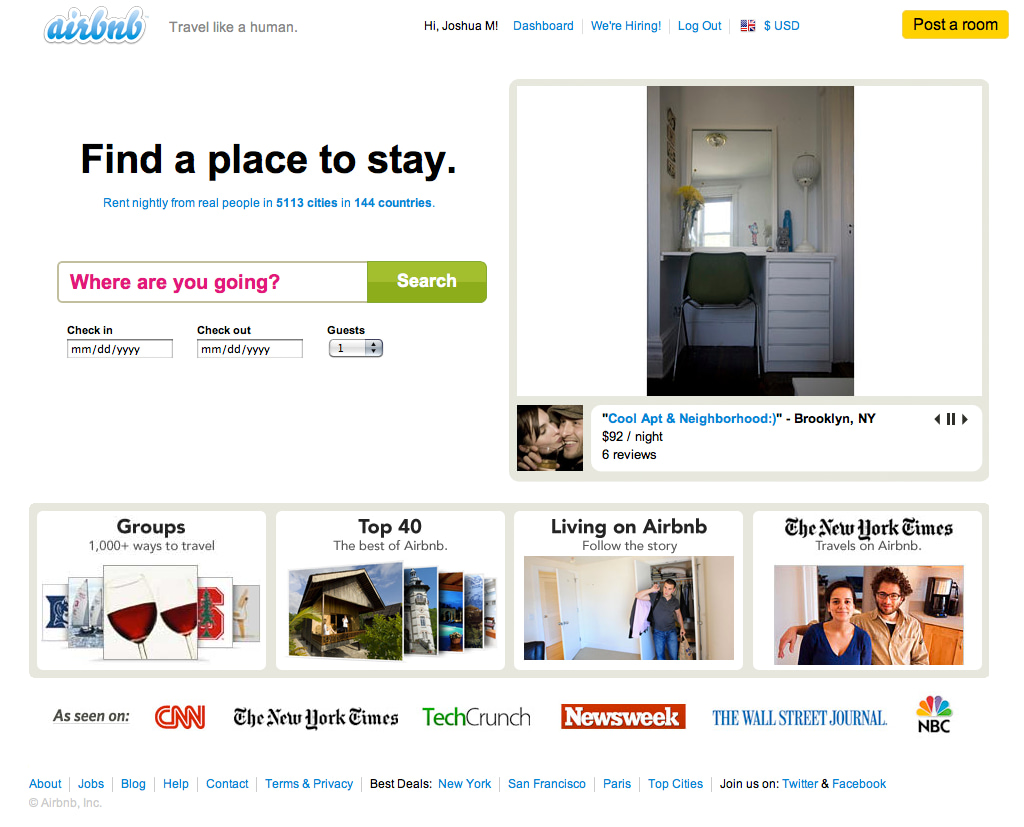 airbnb
Travel like a human.
Hi, Joshua M!
Dashboard
We're Hiring!
Log Out
$ USD
Post a room
Find a place to stay.
Rent nightly from real people in 5113 cities in 144 countries.
Where are you going?
Search
Check in
Check out
Guests
mm/dd/yyyy
mm/dd/yyyy
1
"Cool Apt & Neighborhood:)" - Brooklyn, NY
$92 / night
6 reviews
Groups
1,000+ ways to travel
Top 40
The best of Airbnb.
Living on Airbnb
Follow the story
The New York Times
Travels on Airbnb.
As seen on:
CNN
The New York Times
TechCrunch
Newsweek
THE WALL STREET JOURNAL.
NBC
About
Jobs
Blog
Help
Contact
Terms & Privacy
Best Deals: New York
San Francisco
Paris
Top Cities
Join us on: Twitter & Facebook
© Airbnb, Inc.